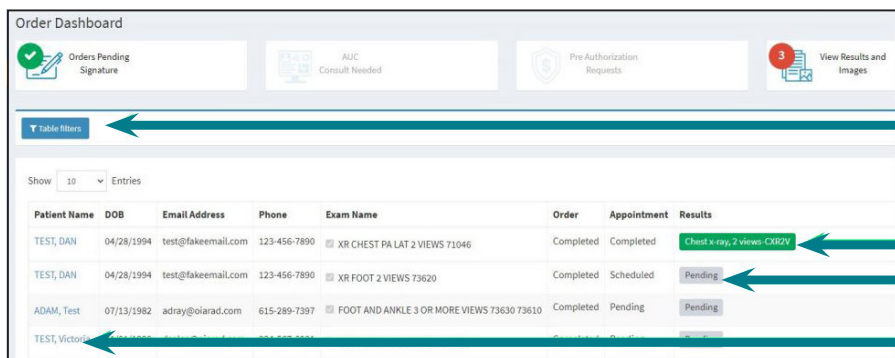 Order Dashboard
Orders Pending
Signature
AUC
Consult Needed
Pre Authorization
Requests
3
View Results and
Images
Table filters
Show 10 Entries
Patient Name DOB Email Address Phone Exam Name Order Appointment Results
TEST, DAN 04/28/1994 test@fakeemail.com 123-456-7890 XR CHEST PA LAT 2 VIEWS 71046 Completed Completed Chest x-ray, 2 views-CXR2V
TEST, DAN 04/28/1994 test@fakeemail.com 123-456-7890 XR FOOT 2 VIEWS 73620 Completed Scheduled Pending
ADAM, Test 07/13/1982 adray@oiarad.com 615-289-7397 FOOT AND ANKLE 3 OR MORE VIEWS 73630 73610 Completed Pending Pending
TEST, Victoria